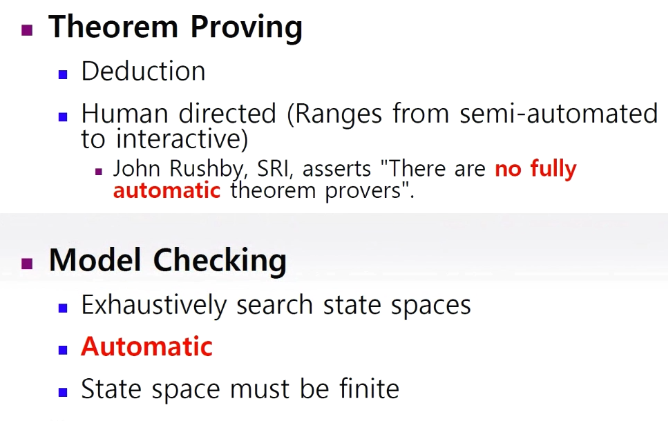 Theorem Proving
Deduction
Human directed (Ranges from semi-automated
to interactive)
John Rushby, SRI, asserts "There are no fully
automatic theorem provers".
Model Checking
Exhaustively search state spaces
Automatic
State space must be finite